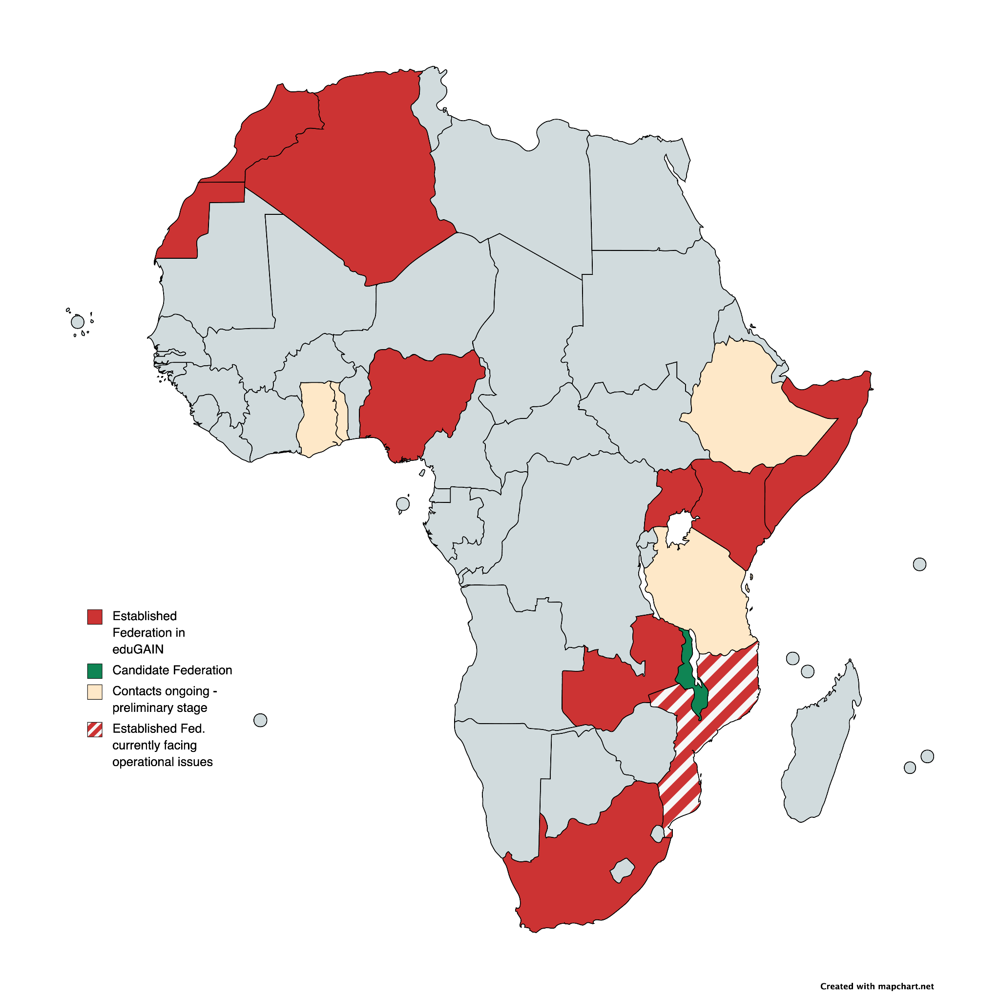 Established
Federation in
eduGAIN
Candidate Federation
Contacts ongoing -
preliminary stage
Established Fed.
currently facing
operational issues
Created with mapchart.net